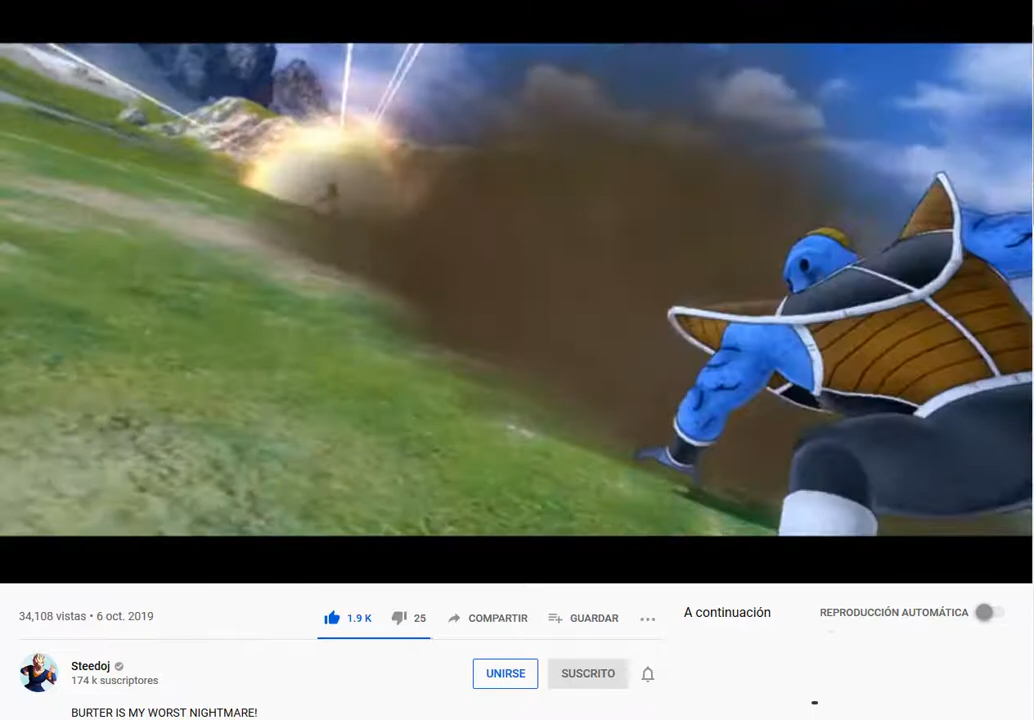 34,108 vistas • 6 oct. 2019
1.9 K
25
COMPARTIR
GUARDAR
A continuación
REPRODUCCIÓN AUTOMÁTICA
Steedoj
174 k suscriptores
UNIRSE
SUSCRITO
BURTER IS MY WORST NIGHTMARE!